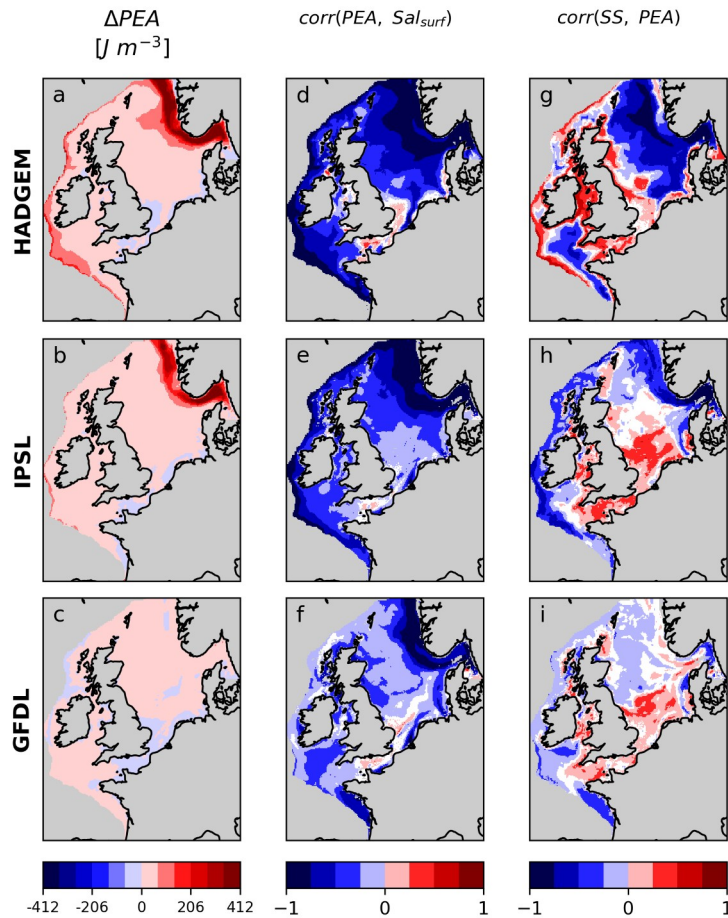 ΔPEA
[J m⁻³]
corr(PEA, Sal_surf)
corr(SS, PEA)
HADGEM
a
d
g
IPSL
b
e
h
GFDL
c
f
i
-412 -206 0 206 412
−1 0 1
−1 0 1